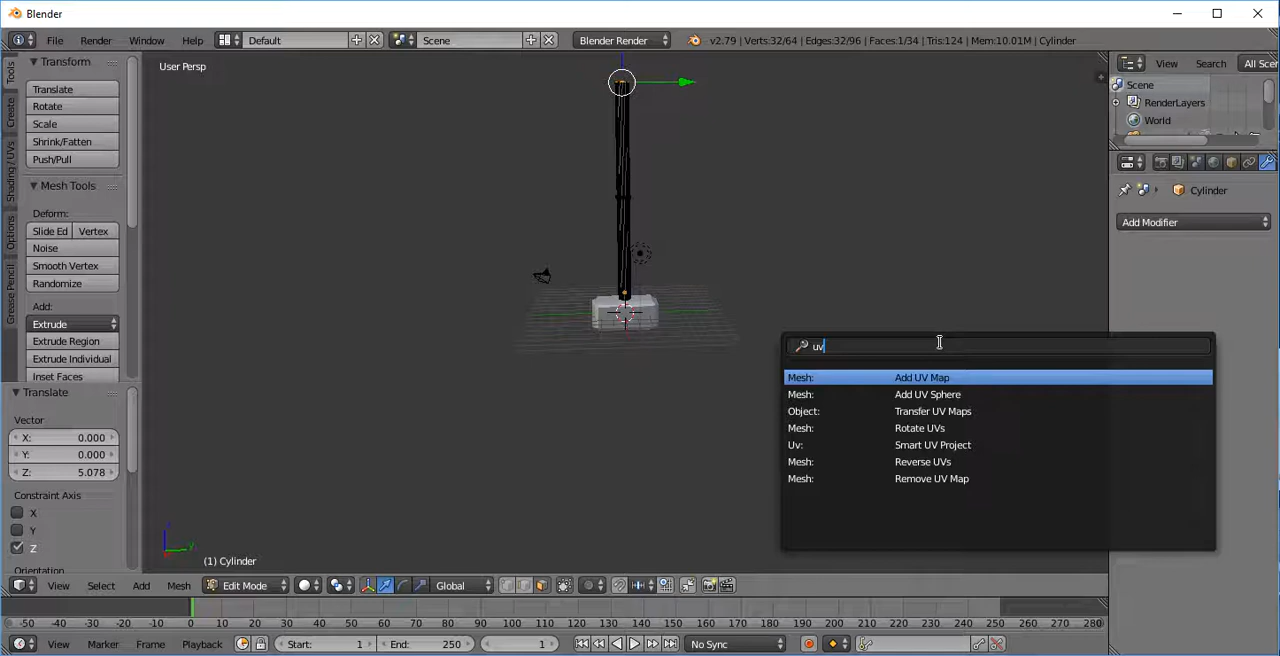 Blender
File Render Window Help Default Scene Blender Render v2.79 | Verts:32/64 | Edges:32/96 | Faces:1/34 | Tris:124 | Mem:10.01M | Cylinder
User Persp
View Search All Scen
Scene
RenderLayers
World
Cylinder
Add Modifier
Tools
Create
Shading / UVs
Options
Grease Pencil
Transform
Translate
Rotate
Scale
Shrink/Fatten
Push/Pull
Mesh Tools
Deform:
Slide Ed Vertex
Noise
Smooth Vertex
Randomize
Add:
Extrude
Extrude Region
Extrude Individual
Inset Faces
Translate
Vector
X: 0.000
Y: 0.000
Z: 5.078
Constraint Axis
X
Y
Z
Orientation
uv
Mesh: Add UV Map
Mesh: Add UV Sphere
Object: Transfer UV Maps
Mesh: Rotate UVs
Uv: Smart UV Project
Mesh: Reverse UVs
Mesh: Remove UV Map
(1) Cylinder
View Select Add Mesh Edit Mode Global
-50 -40 -30 -20 -10 0 10 20 30 40 50 60 70 80 90 100 110 120 130 140 150 160 170 180 190 200 210 220 230 240 250 260 270 280
View Marker Frame Playback Start: 1 End: 250 1 No Sync